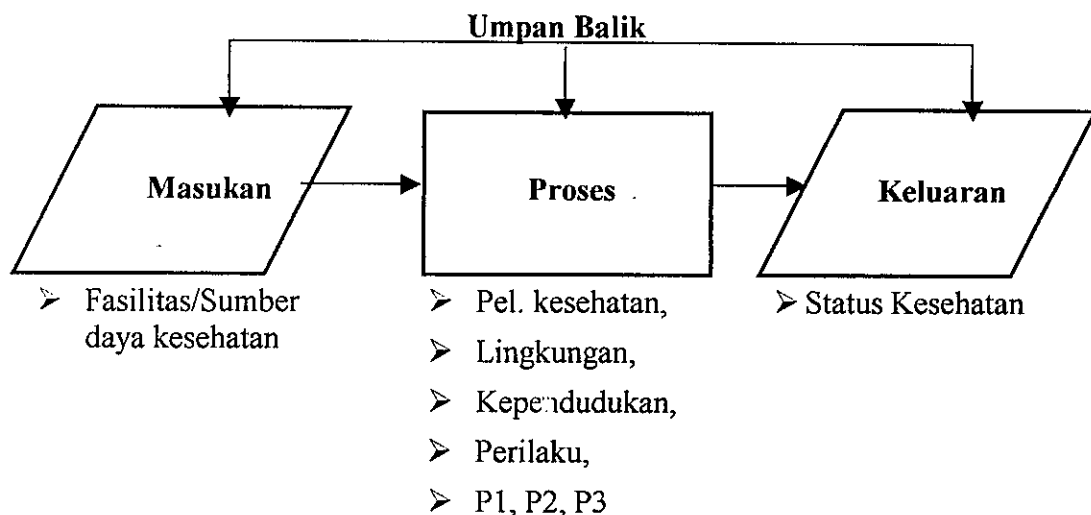 Umpan Balik
Masukan
Proses
Keluaran
➤ Fasilitas/Sumber
daya kesehatan
➤ Pel. kesehatan,
➤ Lingkungan,
➤ Kependudukan,
➤ Perilaku,
➤ P1, P2, P3
➤ Status Kesehatan